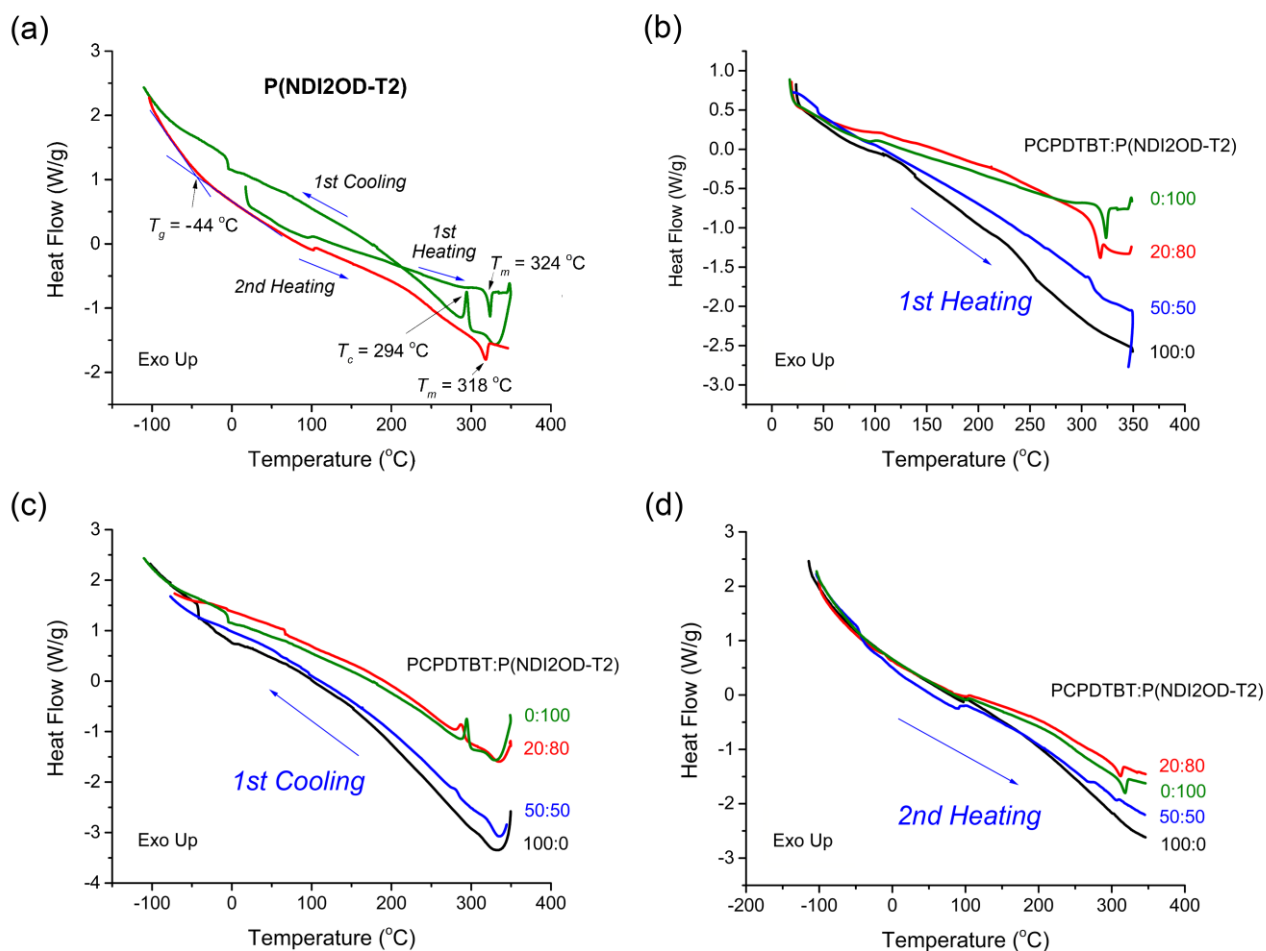 (a)
P(NDI2OD-T2)
1st Cooling
1st
Heating
2nd Heating
Tg = -44 °C
Tm = 324 °C
Tc = 294 °C
Tm = 318 °C
Exo Up
3
2
1
0
-1
-2
-100 0 100 200 300 400
Heat Flow (W/g)
Temperature (°C)
(b)
PCPDTBT:P(NDI2OD-T2)
0:100
20:80
50:50
100:0
1st Heating
Exo Up
1.0
0.5
0.0
-0.5
-1.0
-1.5
-2.0
-2.5
-3.0
0 50 100 150 200 250 300 350 400
Heat Flow (W/g)
Temperature (°C)
(c)
PCPDTBT:P(NDI2OD-T2)
0:100
20:80
50:50
100:0
1st Cooling
Exo Up
3
2
1
0
-1
-2
-3
-4
-100 0 100 200 300 400
Heat Flow (W/g)
Temperature (°C)
(d)
PCPDTBT:P(NDI2OD-T2)
20:80
0:100
50:50
100:0
2nd Heating
Exo Up
3
2
1
0
-1
-2
-3
-200 -100 0 100 200 300 400
Heat Flow (W/g)
Temperature (°C)